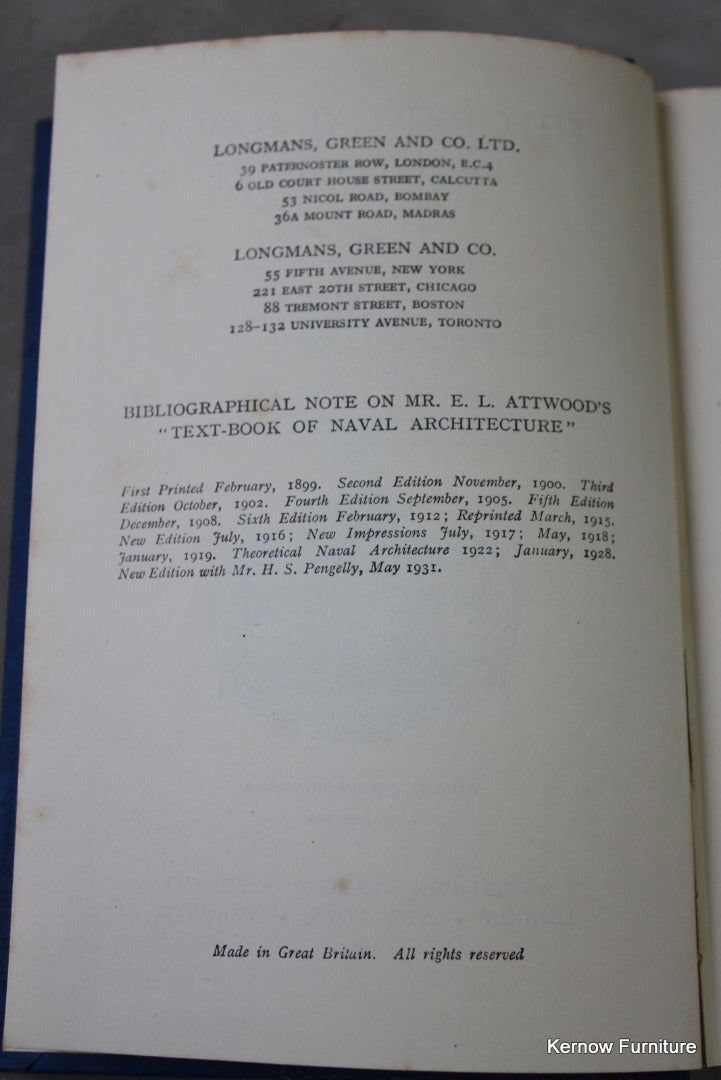 LONGMANS, GREEN AND CO. LTD.
39 PATERNOSTER ROW, LONDON, E.C.4
6 OLD COURT HOUSE STREET, CALCUTTA
53 NICOL ROAD, BOMBAY
36A MOUNT ROAD, MADRAS
LONGMANS, GREEN AND CO.
55 FIFTH AVENUE, NEW YORK
221 EAST 20TH STREET, CHICAGO
88 TREMONT STREET, BOSTON
128-132 UNIVERSITY AVENUE, TORONTO
BIBLIOGRAPHICAL NOTE ON MR. E. L. ATTWOOD'S
"TEXT-BOOK OF NAVAL ARCHITECTURE"
First Printed February, 1899. Second Edition November, 1900. Third
Edition October, 1902. Fourth Edition September, 1905. Fifth Edition
December, 1908. Sixth Edition February, 1912; Reprinted March, 1915.
New Edition July, 1916; New Impressions July, 1917; May, 1918;
January, 1919. Theoretical Naval Architecture 1922; January, 1928.
New Edition with Mr. H. S. Pengelly, May 1931.
Made in Great Britain. All rights reserved
Kernow Furniture